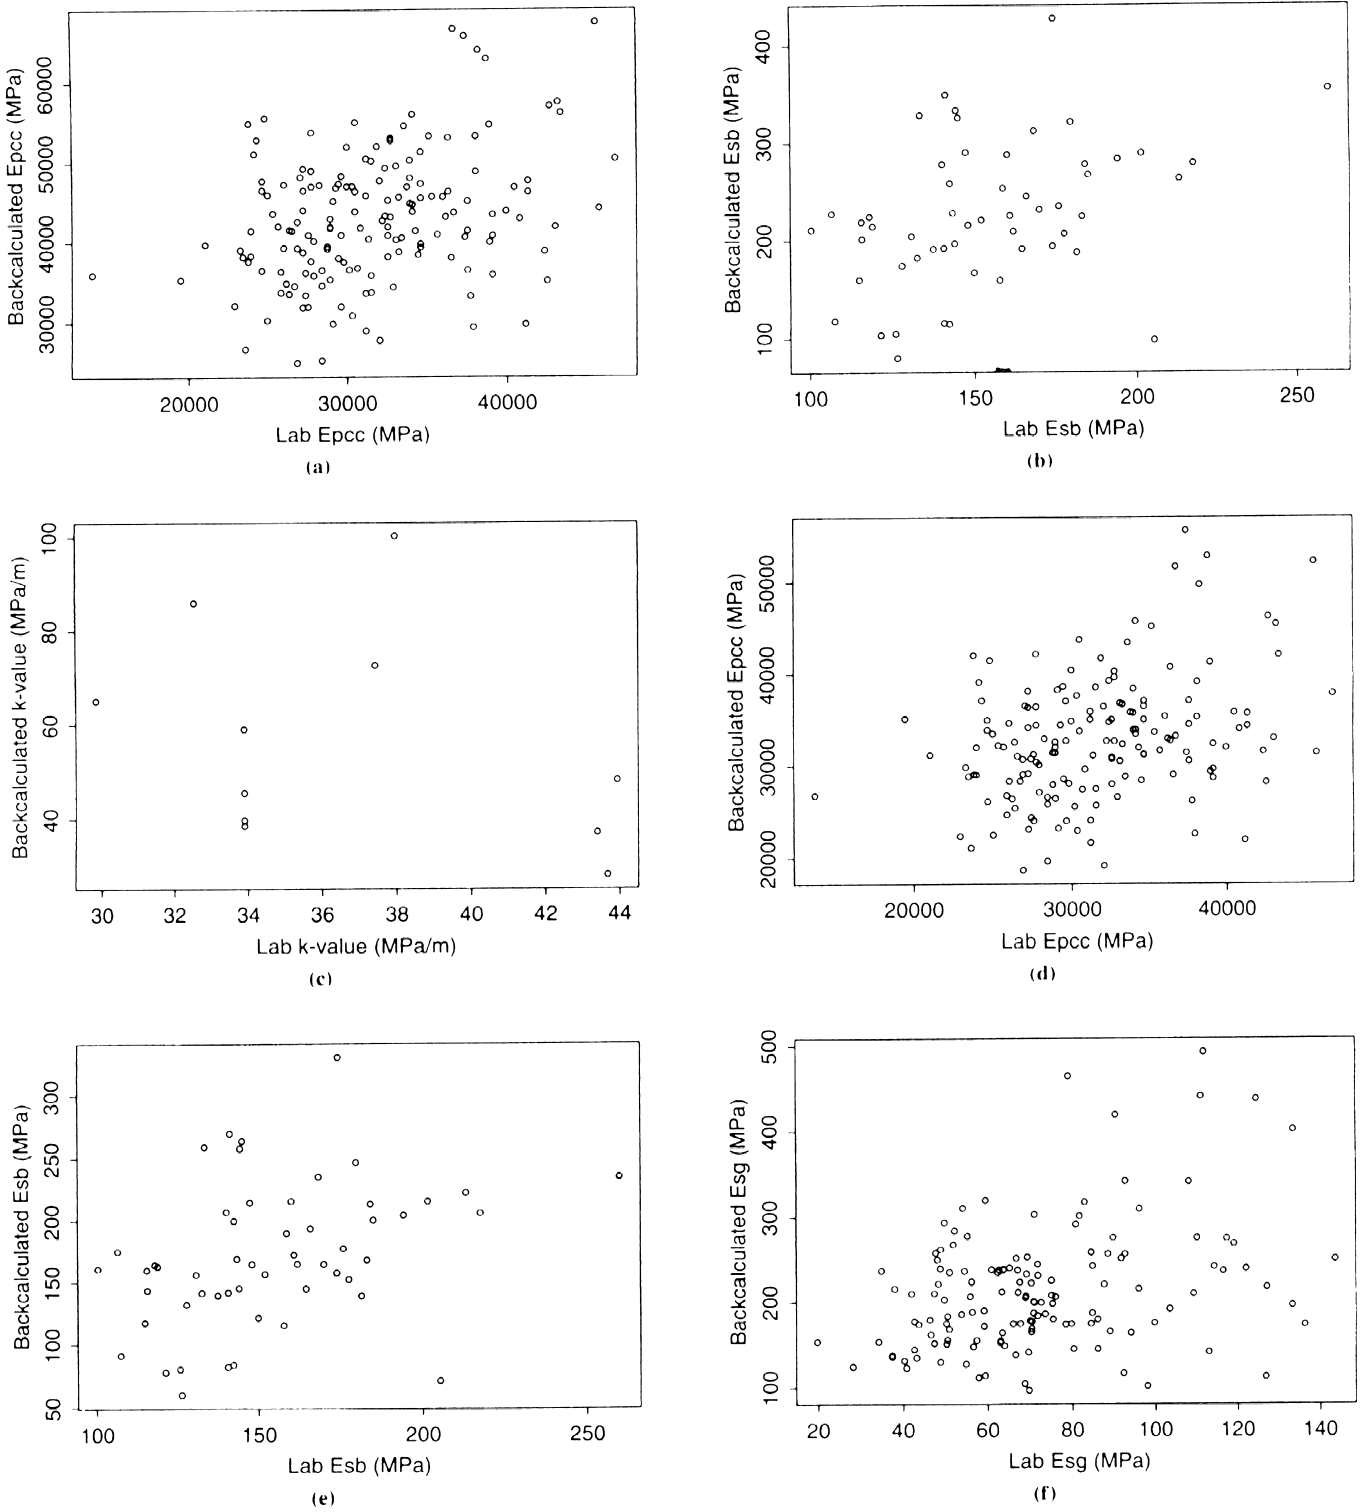 Backcalculated Epcc (MPa)
60000
50000
40000
30000
20000 30000 40000
Lab Epcc (MPa)
(a)
Backcalculated Esb (MPa)
400
300
200
100
100 150 200 250
Lab Esb (MPa)
(b)
Backcalculated k-value (MPa/m)
100
80
60
40
30 32 34 36 38 40 42 44
Lab k-value (MPa/m)
(c)
Backcalculated Epcc (MPa)
50000
40000
30000
20000
20000 30000 40000
Lab Epcc (MPa)
(d)
Backcalculated Esb (MPa)
300
250
200
150
100
50
100 150 200 250
Lab Esb (MPa)
(e)
Backcalculated Esg (MPa)
500
400
300
200
100
20 40 60 80 100 120 140
Lab Esg (MPa)
(f)